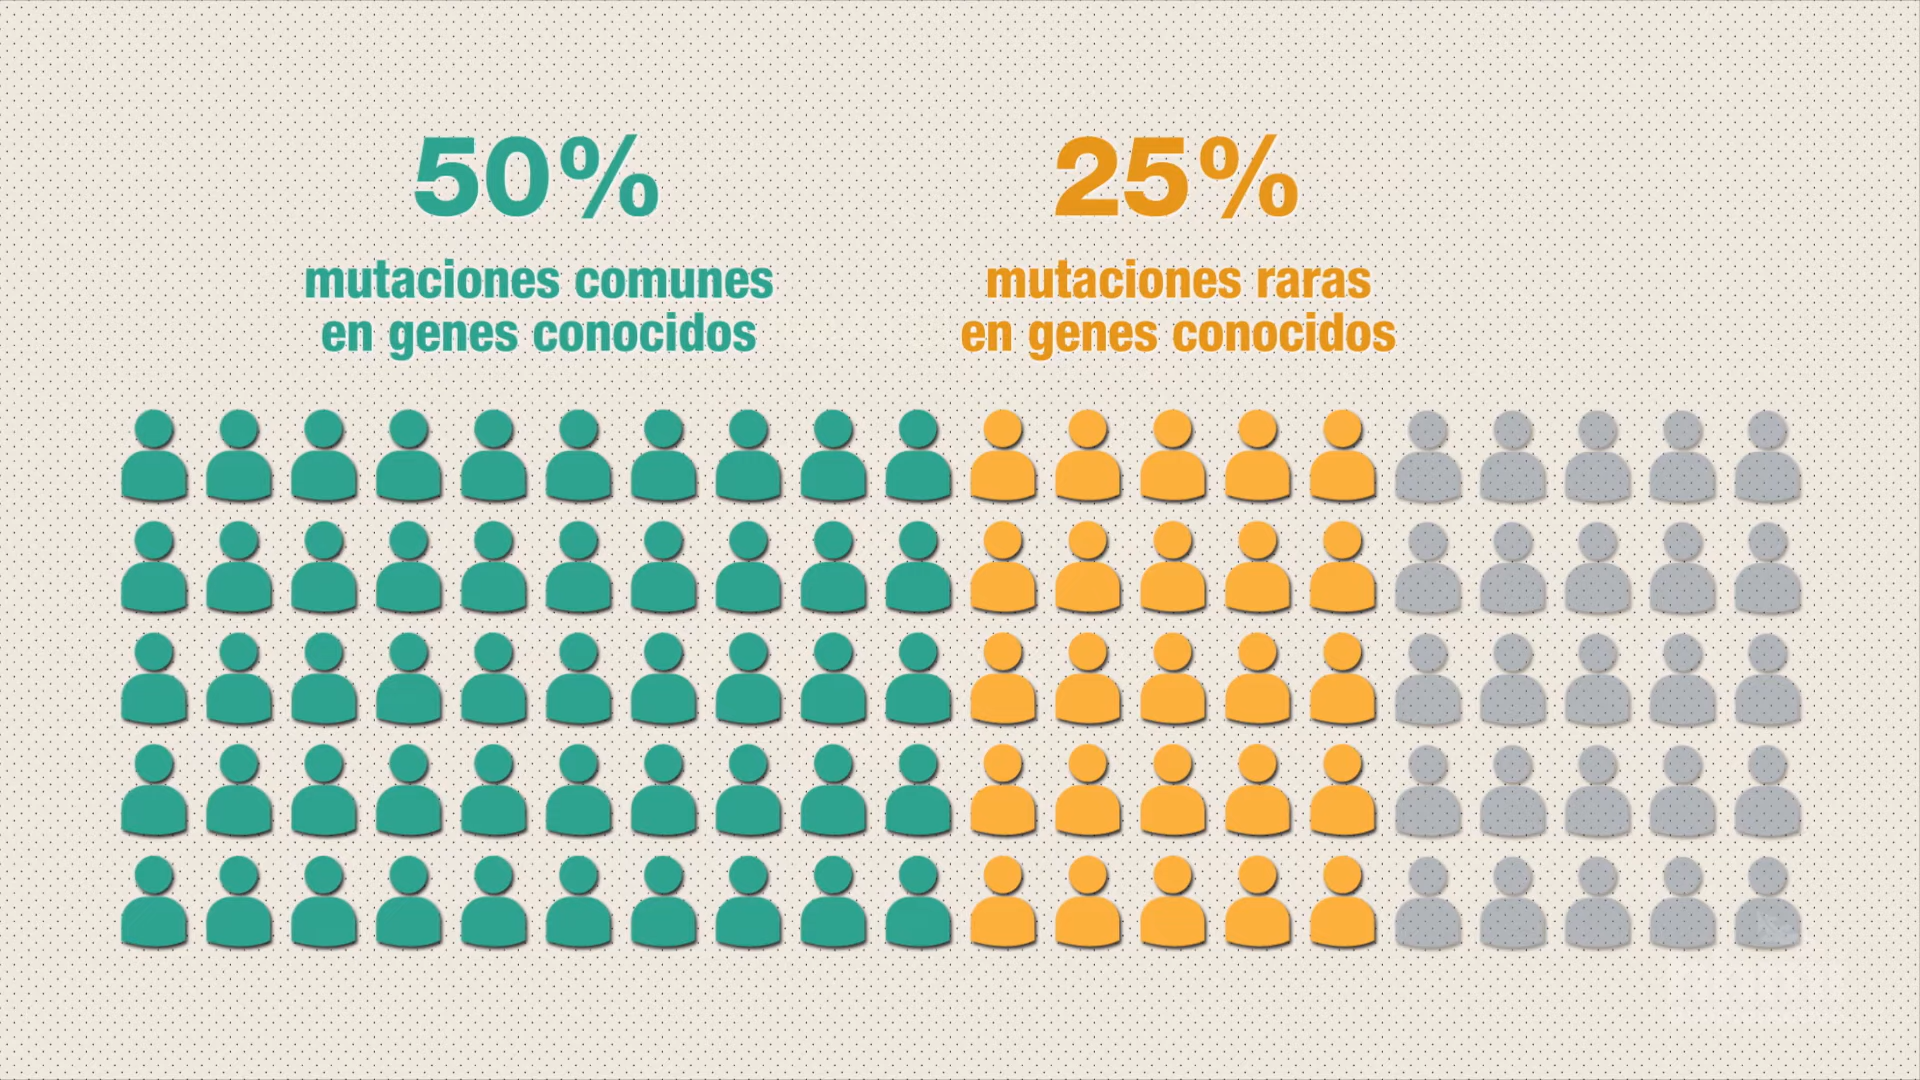 50%
mutaciones comunes
en genes conocidos
25%
mutaciones raras
en genes conocidos